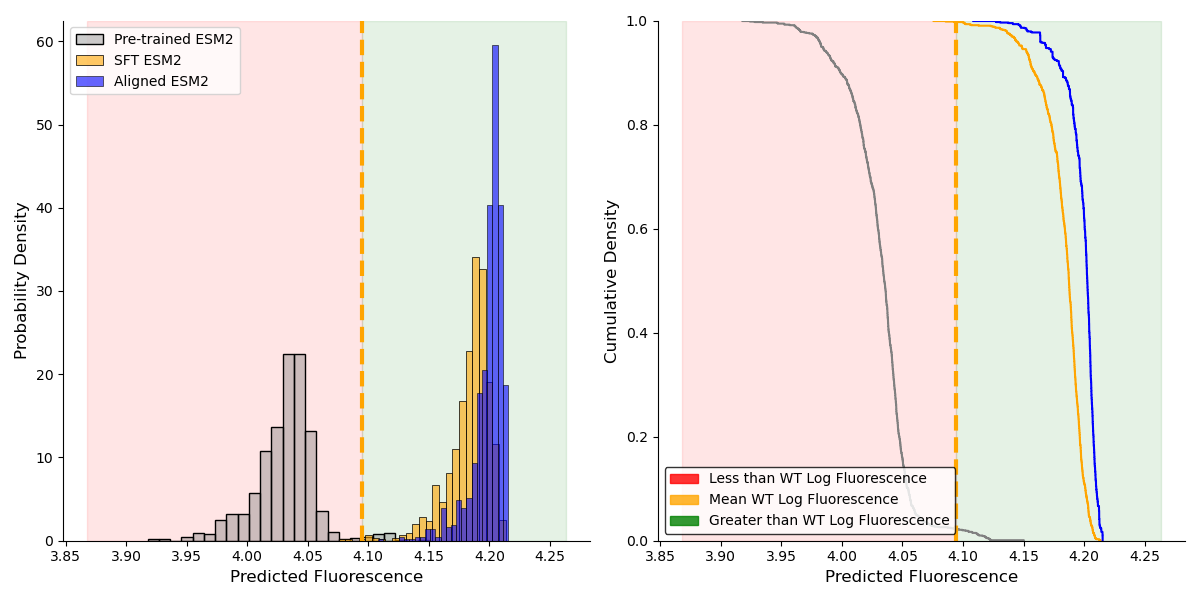 Pre-trained ESM2
SFT ESM2
Aligned ESM2
60
50
40
30
20
10
0
Probability Density
3.85 3.90 3.95 4.00 4.05 4.10 4.15 4.20 4.25
Predicted Fluorescence
1.0
0.8
0.6
0.4
0.2
0.0
Cumulative Density
Less than WT Log Fluorescence
Mean WT Log Fluorescence
Greater than WT Log Fluorescence
3.85 3.90 3.95 4.00 4.05 4.10 4.15 4.20 4.25
Predicted Fluorescence